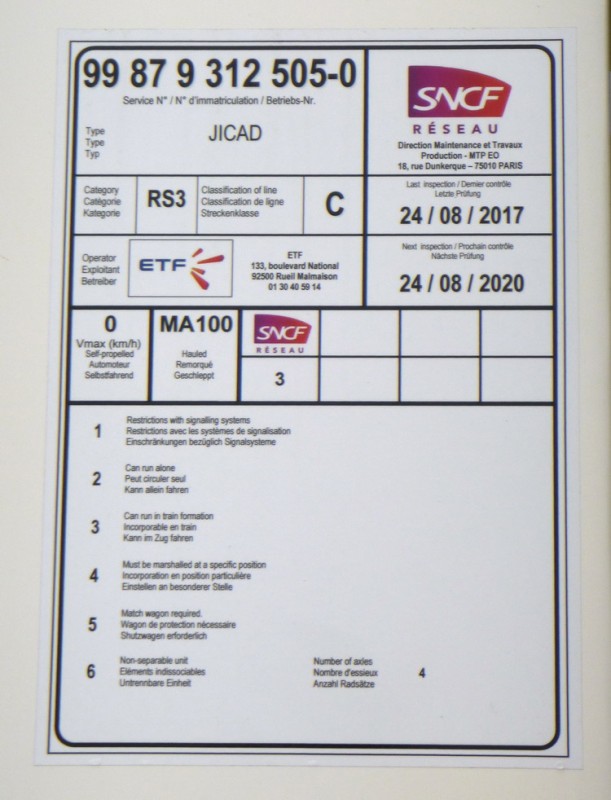 99 87 9 312 505-0
Service N° / N° d'immatriculation / Betriebs-Nr.
Type
Type
Typ
JICAD
SNCF
RÉSEAU
Direction Maintenance et Travaux
Production - MTP EO
18, rue Dunkerque – 75010 PARIS
Category
Catégorie
Kategorie
RS3
Classification of line
Classification de ligne
Streckenklasse
C
Last inspection / Dernier contrôle
Letzte Prüfung
24 / 08 / 2017
Operator
Exploitant
Betreiber
ETF
ETF
133, boulevard National
92500 Rueil Malmaison
01 30 40 59 14
Next inspection / Prochain contrôle
Nächste Prüfung
24 / 08 / 2020
0
Vmax (km/h)
Self-propelled
Automoteur
Selbstfahrend
MA100
Hauled
Remorqué
Geschleppt
SNCF
RÉSEAU
3
1
Restrictions with signalling systems
Restrictions avec les systèmes de signalisation
Einschränkungen bezüglich Signalsysteme
2
Can run alone
Peut circuler seul
Kann allein fahren
3
Can run in train formation
Incorporable en train
Kann im Zug fahren
4
Must be marshalled at a specific position
Incorporation en position particulière
Einstellen an besonderer Stelle
5
Match wagon required.
Wagon de protection nécessaire
Shutzwagen erforderlich
6
Non-separable unit
Eléments indissociables
Untrennbare Einheit
Number of axles
Nombre d'essieux
Anzahl Radsätze
4